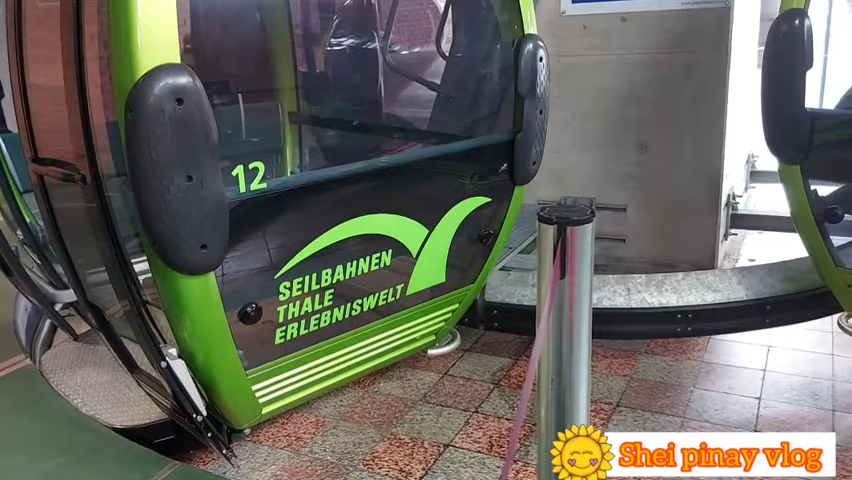 12
SEILBAHNEN
THALE
ERLEBNISWELT
Shei pinay vlog